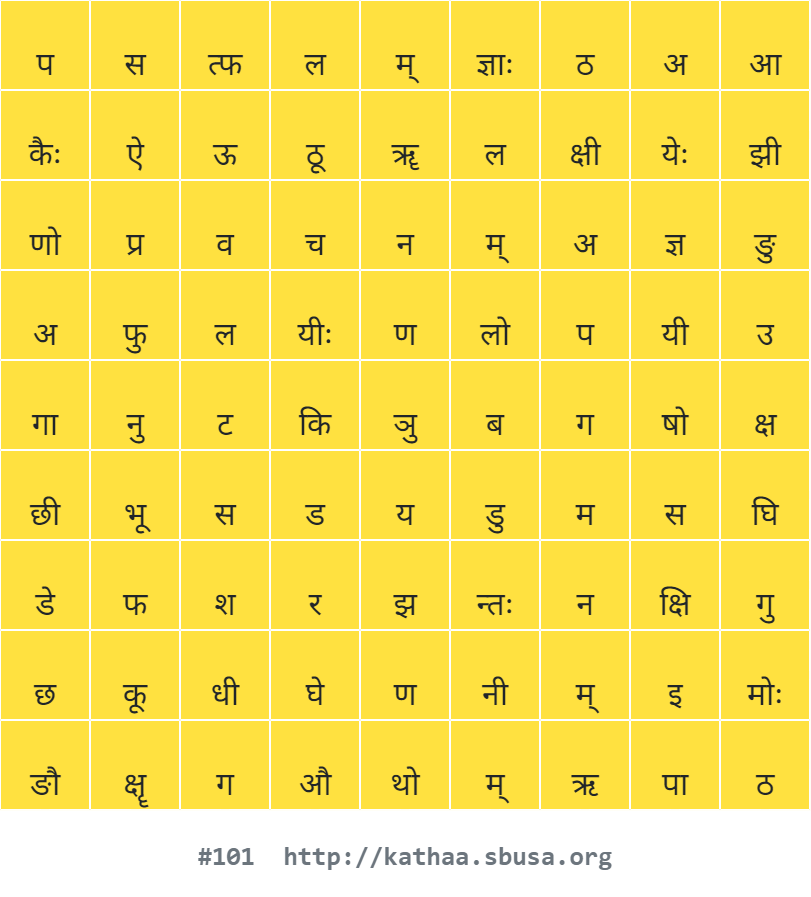 प स त्फ ल म् ज्ञाः ठ अ आ
कैः ऐ ऊ ठू ॠ ल क्षी येः झी
णो प्र व च न म् अ ज्ञ ङु
अ फु ल यीः ण लो प यी उ
गा नु ट कि ञु ब ग षो क्ष
छी भू स ड य डु म स घि
डे फ श र झ न्तः न क्षि गु
छ कू धी घे ण नी म् इ मोः
ङौ क्षॄ ग औ थो म् ऋ पा ठ
#101 http://kathaa.sbusa.org